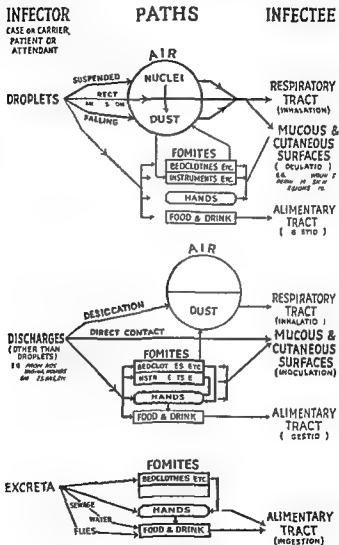 INFECTOR PATHS INFECTEE
CASE OR CARRIER,
PATIENT OR
ATTENDANT
AIR
SUSPENDED
NUCLEI
DROPLETS
RESPIRATORY
TRACT
(INHALATION)
FALLING
DUST
MUCOUS &
CUTANEOUS
SURFACES
FOMITES
BEDCLOTHES ETC.
INSTRUMENTS ETC.
HANDS
FOOD & DRINK
ALIMENTARY
TRACT
AIR
DESICCATION
DUST
RESPIRATORY
TRACT
DISCHARGES
(OTHER THAN
DROPLETS)
DIRECT CONTACT
MUCOUS &
CUTANEOUS
SURFACES
(INOCULATION)
FOMITES
HANDS
FOOD & DRINK
ALIMENTARY
TRACT
FOMITES
BEDCLOTHES ETC.
EXCRETA
HANDS
SEWAGE
WATER
FLIES
FOOD & DRINK
ALIMENTARY
TRACT
(INGESTION)